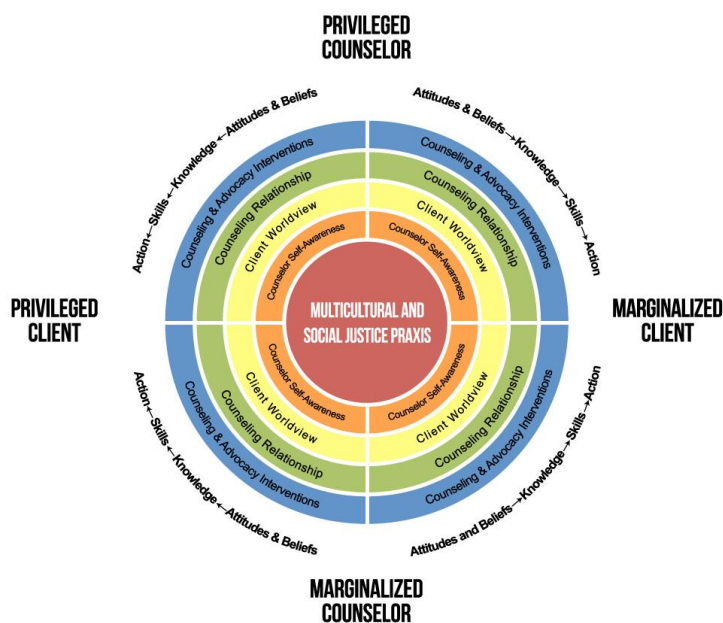 PRIVILEGED
COUNSELOR
Action←Skills←Knowledge←Attitudes & Beliefs
Attitudes & Beliefs→Knowledge→Skills→Action
Counseling & Advocacy Interventions
Counseling & Advocacy Interventions
Counseling Relationship
Counseling Relationship
Client Worldview
Client Worldview
Counselor Self-Awareness
Counselor Self-Awareness
PRIVILEGED
CLIENT
MULTICULTURAL AND
SOCIAL JUSTICE PRAXIS
MARGINALIZED
CLIENT
Counselor Self-Awareness
Counselor Self-Awareness
Client Worldview
Client Worldview
Counseling Relationship
Counseling Relationship
Counseling & Advocacy Interventions
Counseling & Advocacy Interventions
Action←Skills←Knowledge←Attitudes & Beliefs
Attitudes and Beliefs→Knowledge→Skills→Action
MARGINALIZED
COUNSELOR